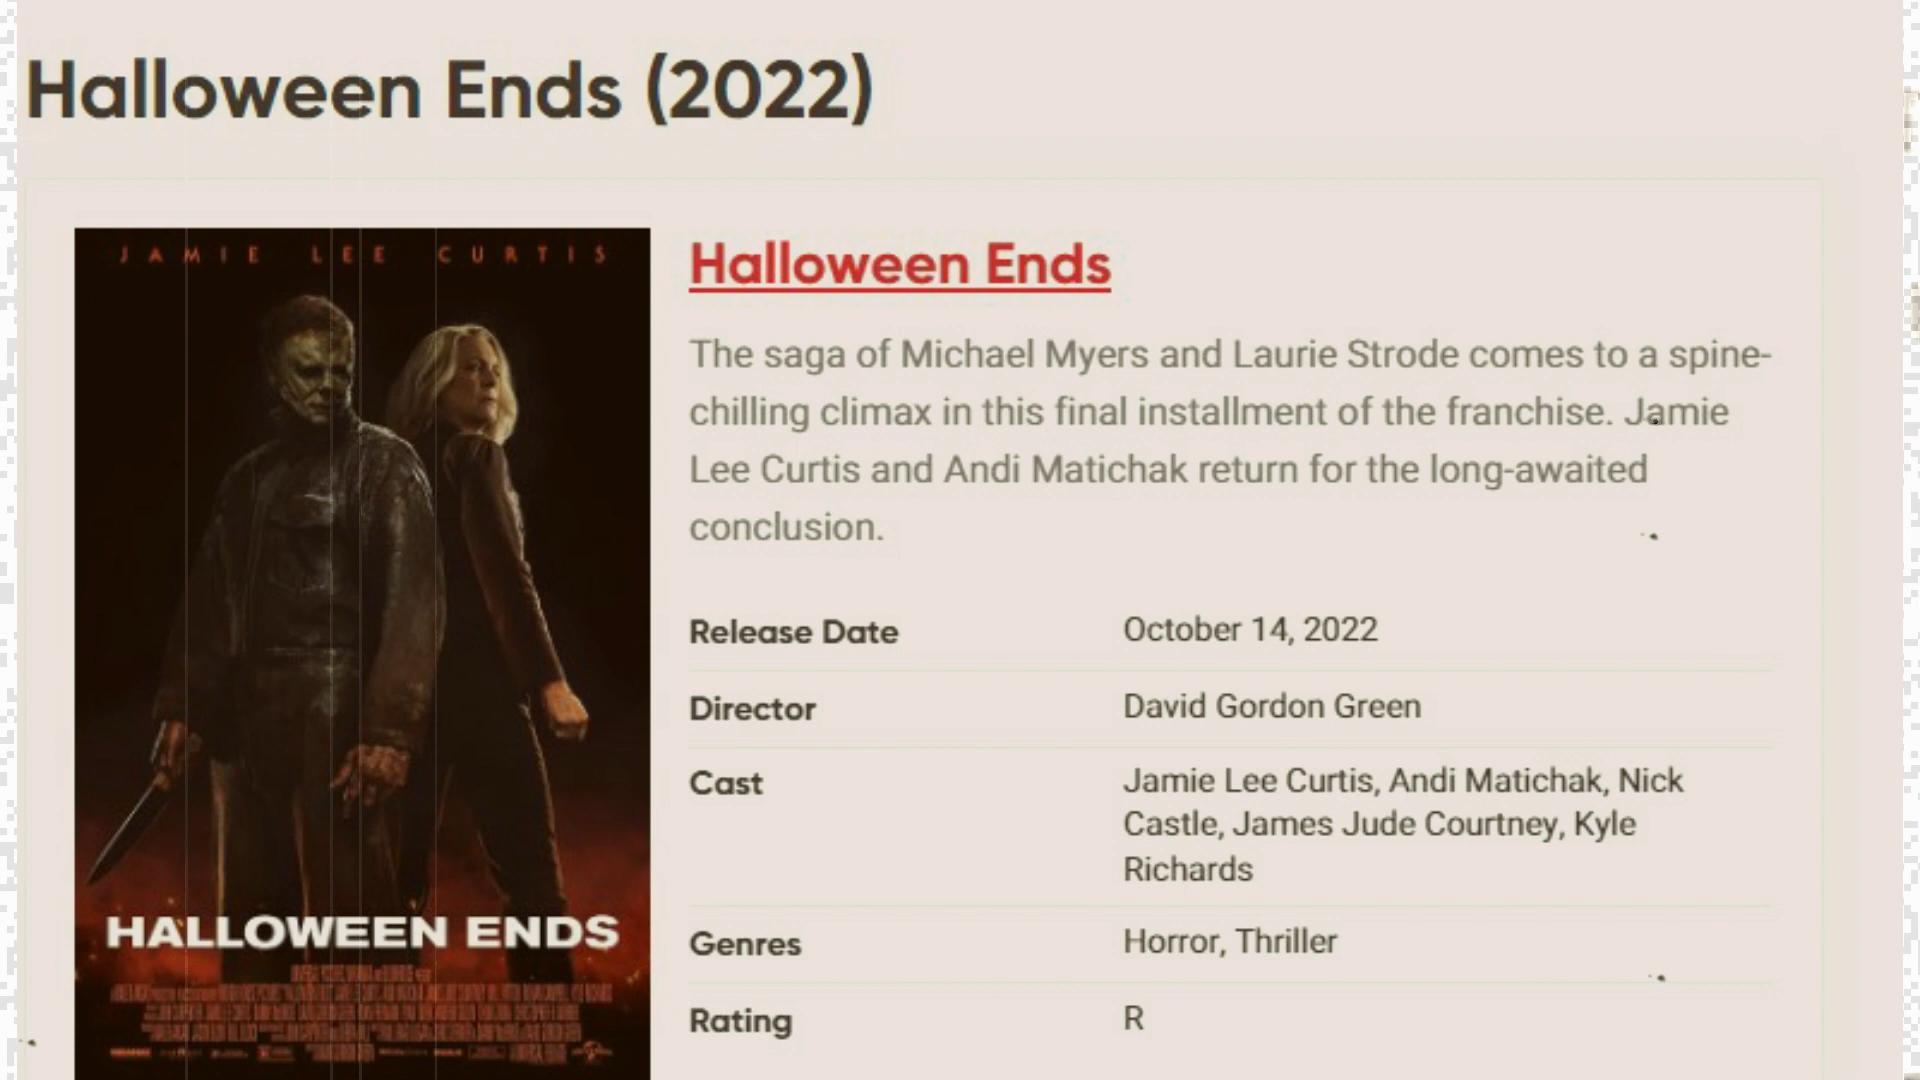 Halloween Ends (2022)
JAMIE LEE CURTIS
HALLOWEEN ENDS
Halloween Ends
The saga of Michael Myers and Laurie Strode comes to a spine-
chilling climax in this final installment of the franchise. Jamie
Lee Curtis and Andi Matichak return for the long-awaited
conclusion.
Release Date October 14, 2022
Director David Gordon Green
Cast Jamie Lee Curtis, Andi Matichak, Nick
Castle, James Jude Courtney, Kyle
Richards
Genres Horror, Thriller
Rating R